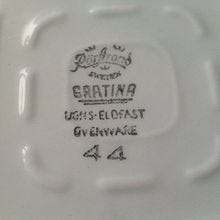 Rörstrand
SWEDEN
GRATINA
UGNS-ELDFAST
OVENWARE
44